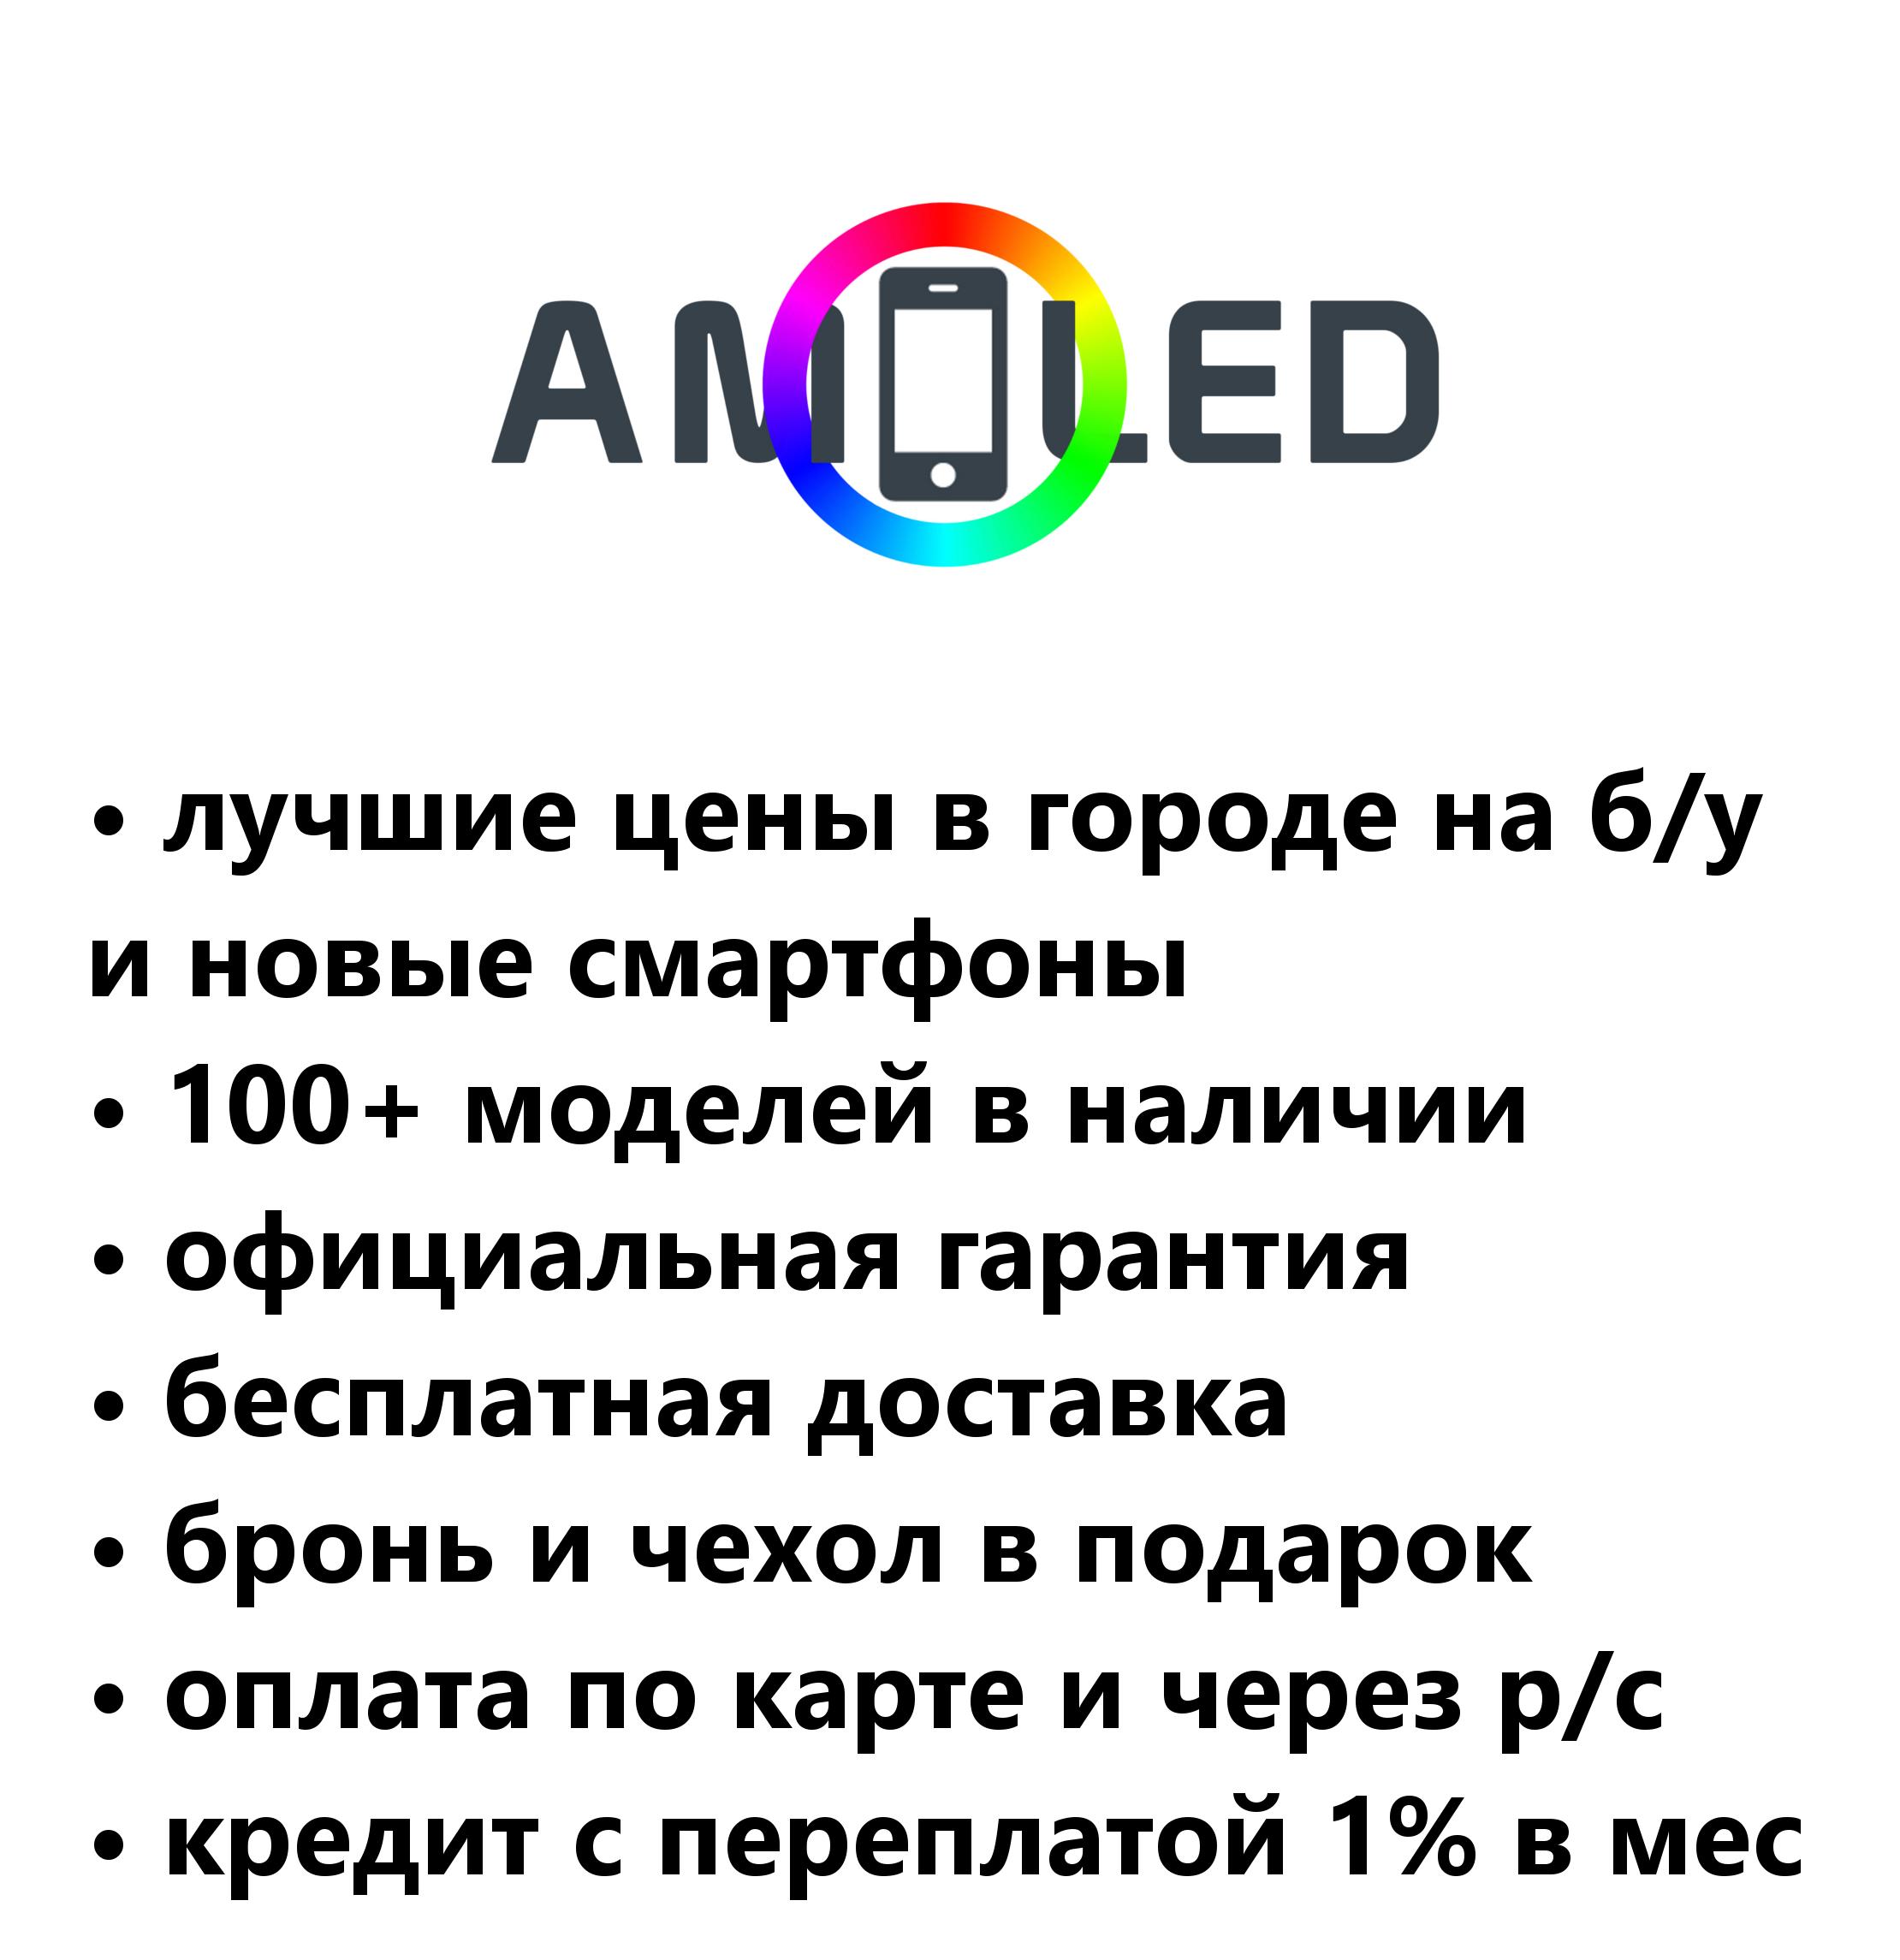 AMOLED
• лучшие цены в городе на б/у
и новые смартфоны
• 100+ моделей в наличии
• официальная гарантия
• бесплатная доставка
• бронь и чехол в подарок
• оплата по карте и через р/с
• кредит с переплатой 1% в мес